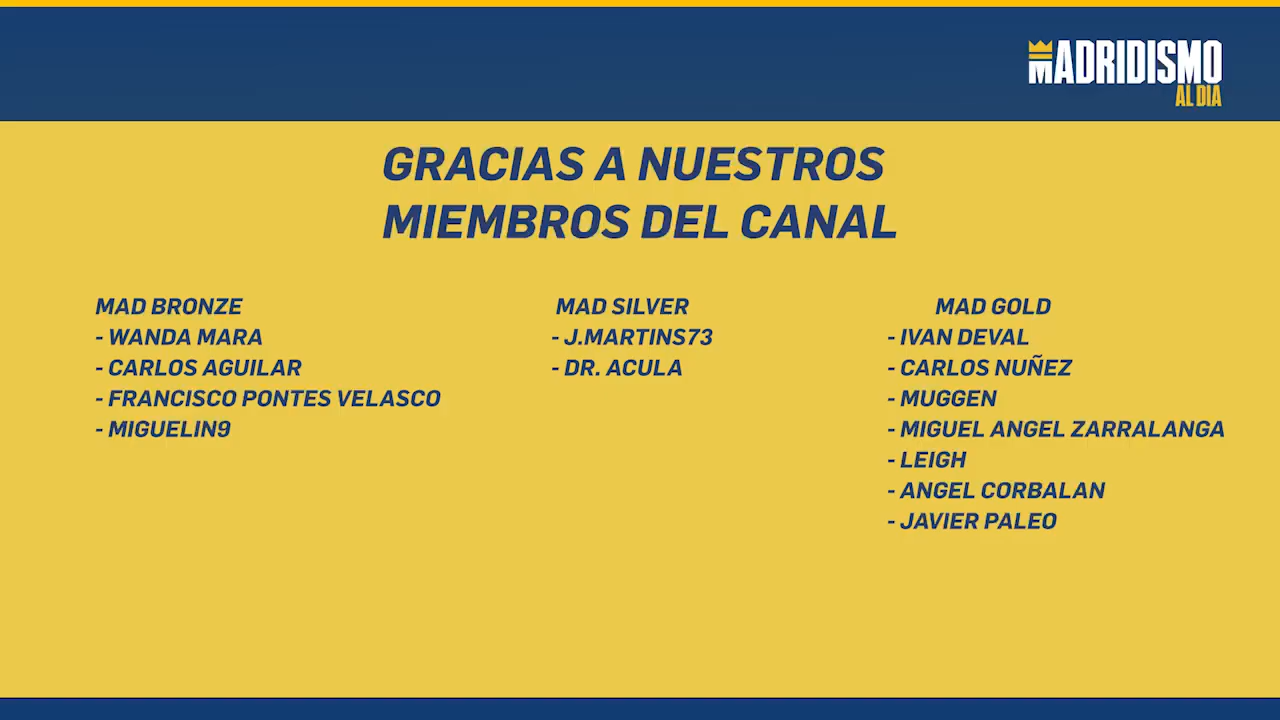 MADRIDISMO
AL DIA
GRACIAS A NUESTROS
MIEMBROS DEL CANAL
MAD BRONZE
- WANDA MARA
- CARLOS AGUILAR
- FRANCISCO PONTES VELASCO
- MIGUELIN9
MAD SILVER
- J.MARTINS73
- DR. ACULA
MAD GOLD
- IVAN DEVAL
- CARLOS NUÑEZ
- MUGGEN
- MIGUEL ANGEL ZARRALANGA
- LEIGH
- ANGEL CORBALAN
- JAVIER PALEO